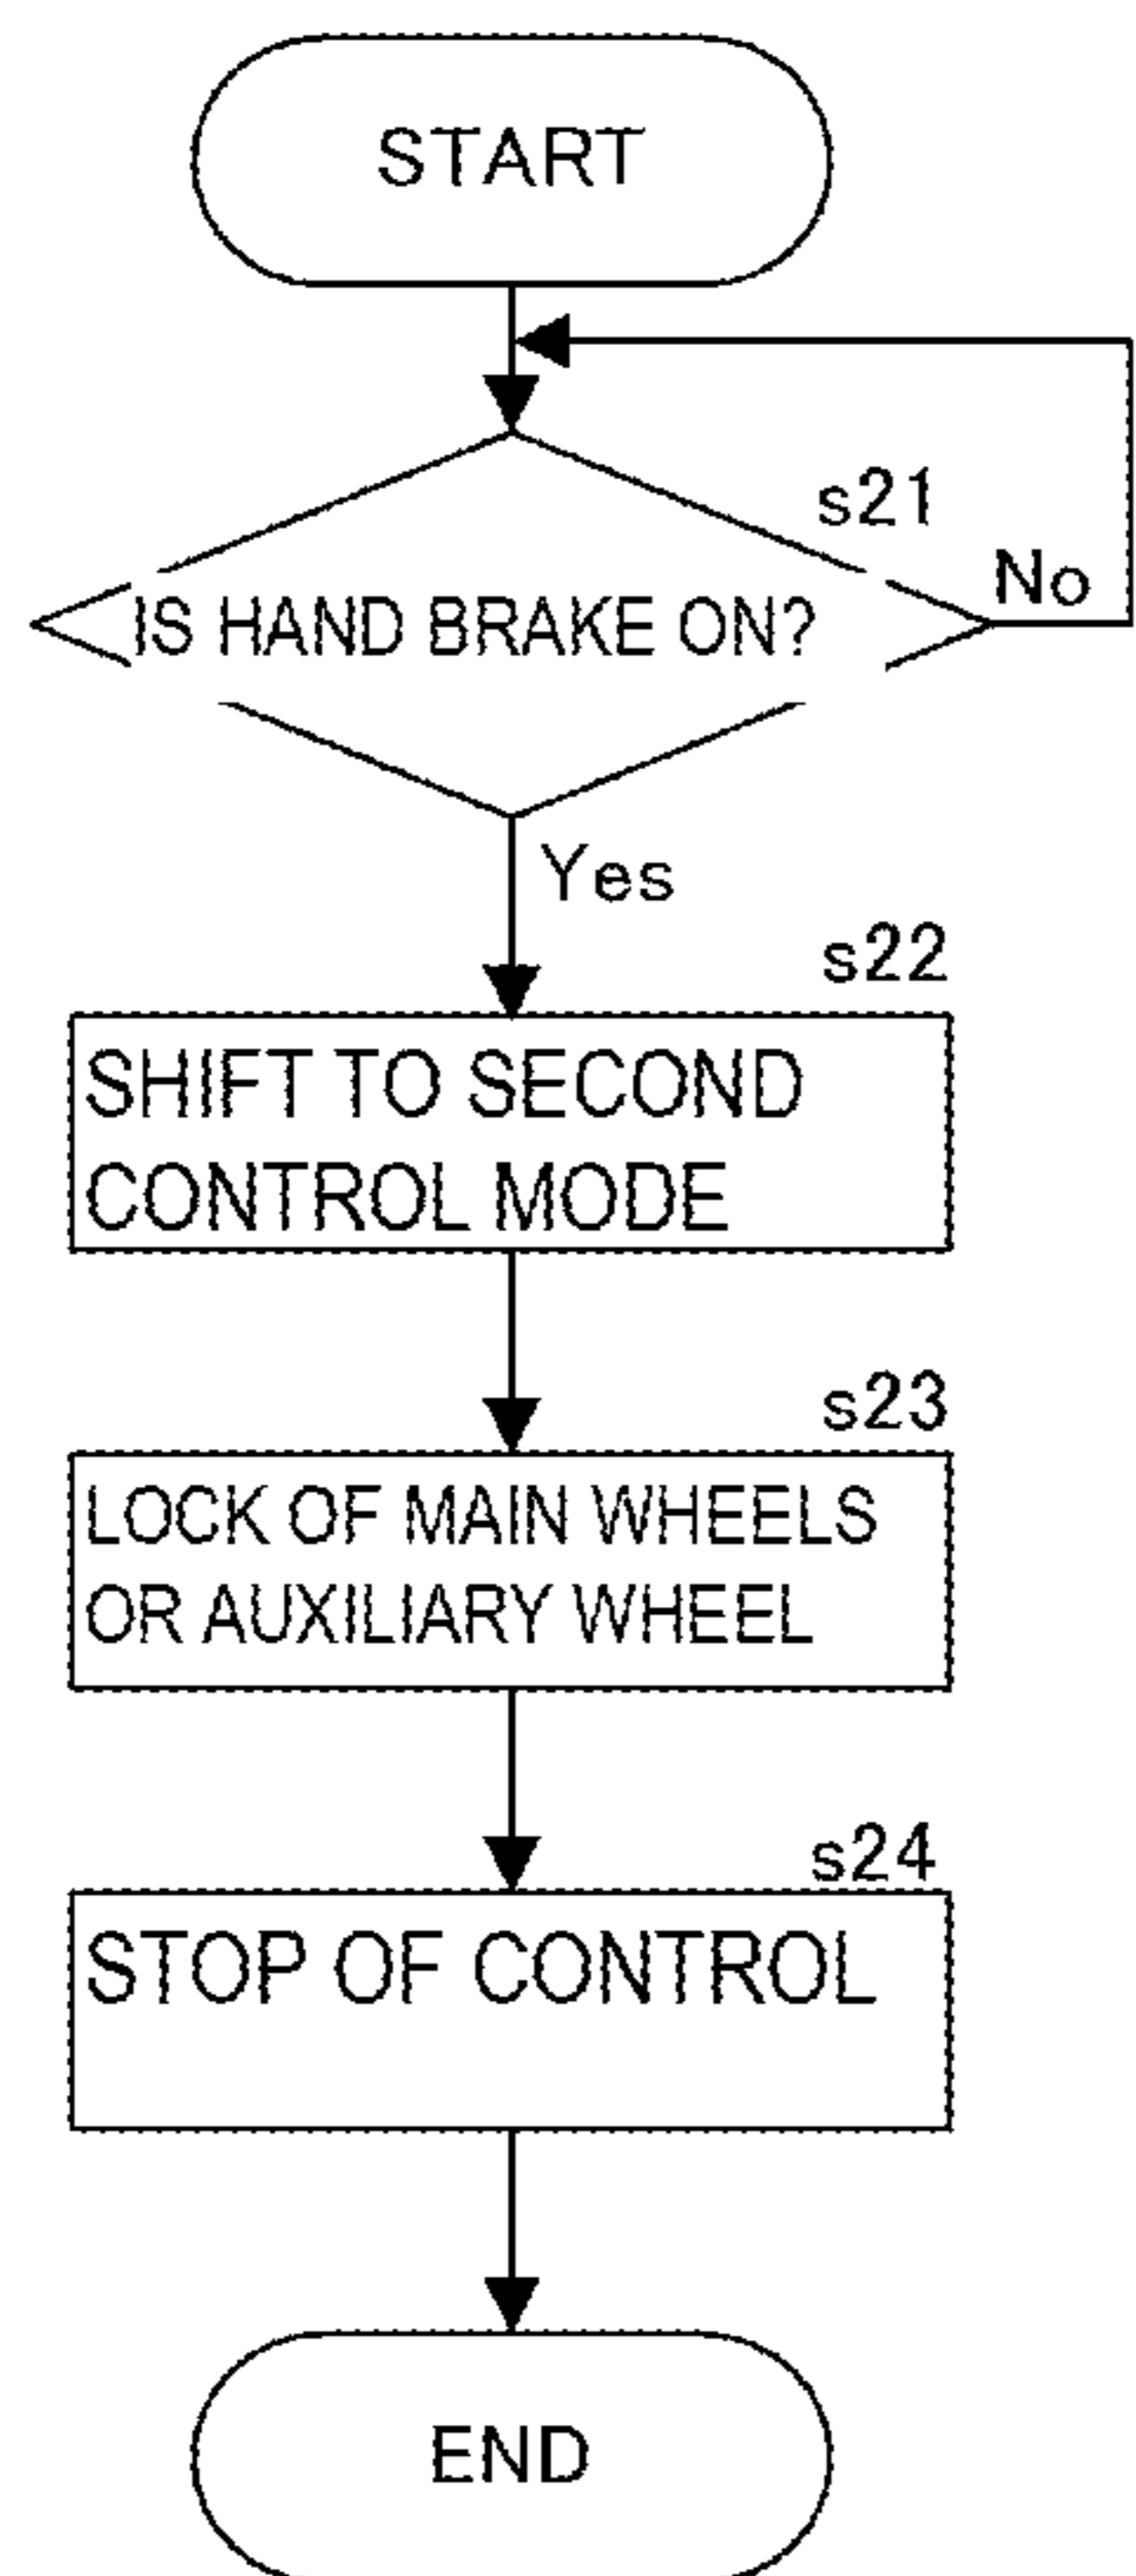 START
s21
No
IS HAND BRAKE ON?
Yes
s22
SHIFT TO SECOND
CONTROL MODE
s23
LOCK OF MAIN WHEELS
OR AUXILIARY WHEEL
s24
STOP OF CONTROL
END